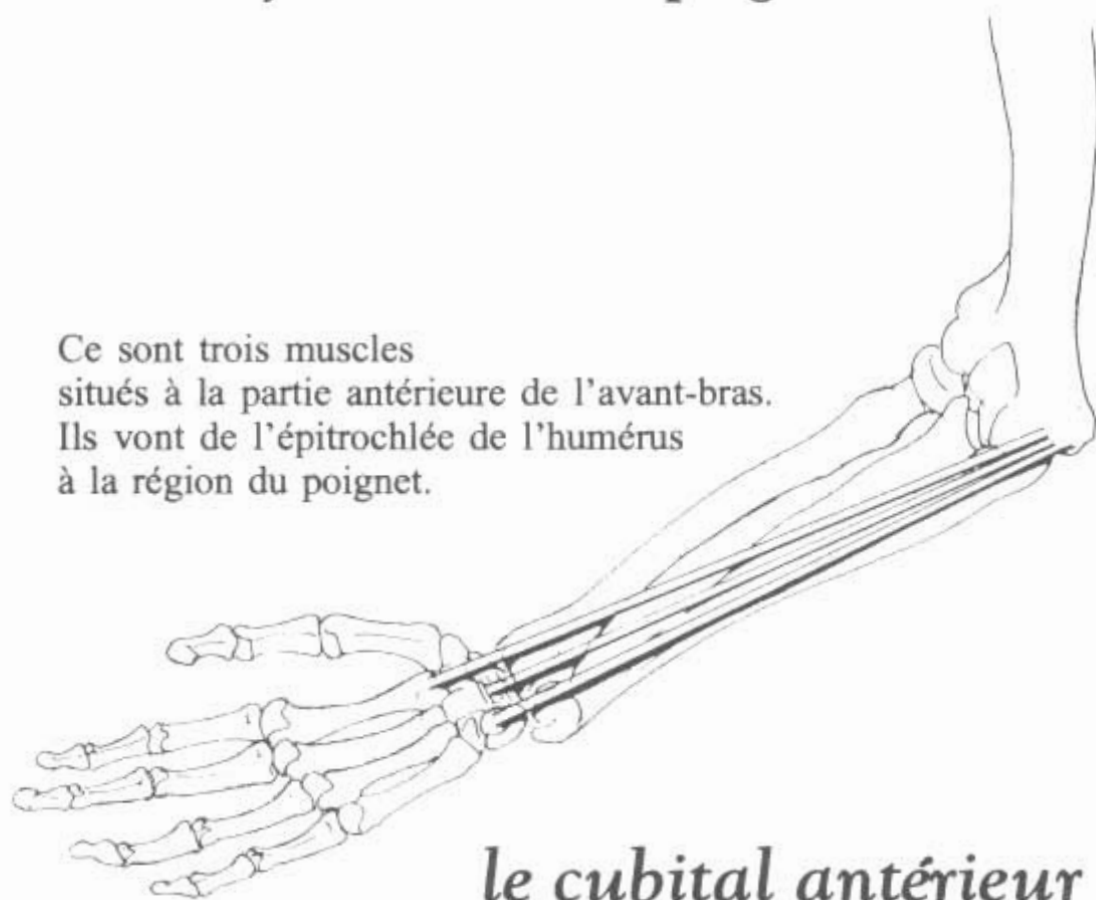 Ce sont trois muscles
situés à la partie antérieure de l'avant-bras.
Ils vont de l'épitrochlée de l'humérus
à la région du poignet.
le cubital antérieur